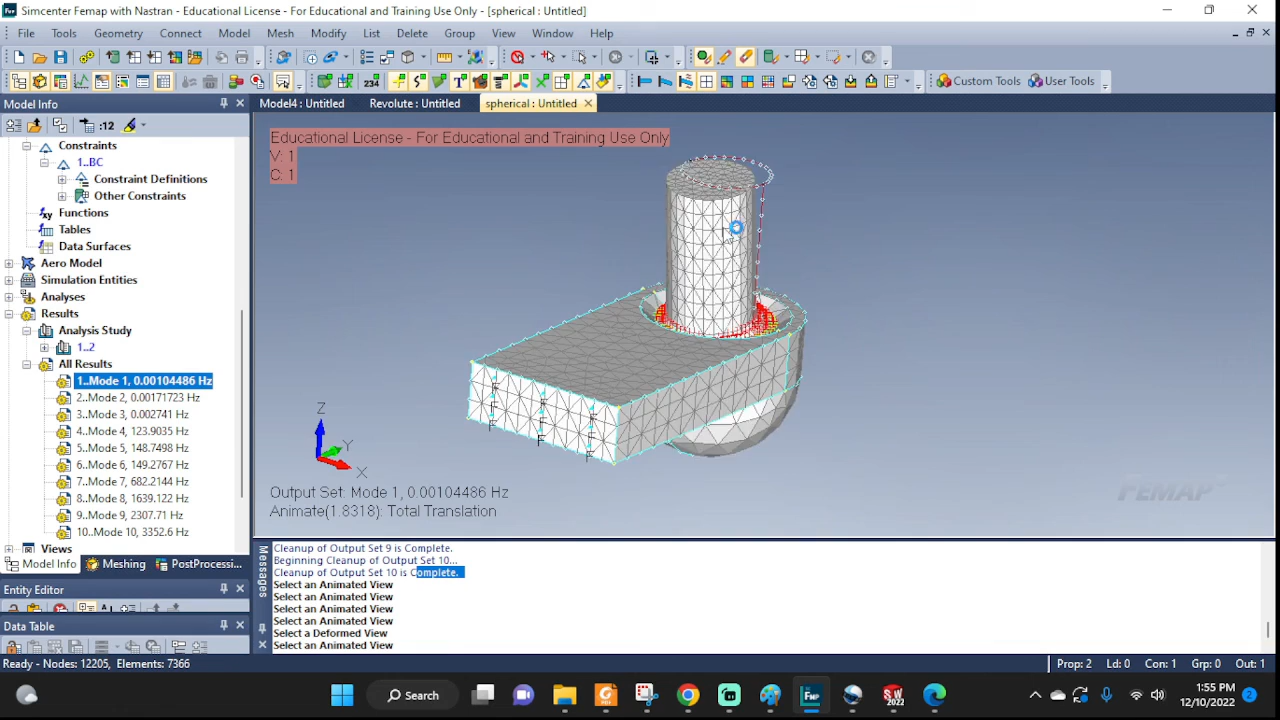 Simcenter Femap with Nastran - Educational License - For Educational and Training Use Only - [spherical : Untitled]
File Tools Geometry Connect Model Mesh Modify List Delete Group View Window Help
234
Custom Tools User Tools
Model Info
Model4 : Untitled Revolute : Untitled spherical : Untitled
:12
Constraints
1..BC
Constraint Definitions
Other Constraints
Functions
Tables
Data Surfaces
Aero Model
Simulation Entities
Analyses
Results
Analysis Study
1..2
All Results
1..Mode 1, 0.00104486 Hz
2..Mode 2, 0.00171723 Hz
3..Mode 3, 0.002741 Hz
4..Mode 4, 123.9035 Hz
5..Mode 5, 148.7498 Hz
6..Mode 6, 149.2767 Hz
7..Mode 7, 682.2144 Hz
8..Mode 8, 1639.122 Hz
9..Mode 9, 2307.71 Hz
10..Mode 10, 3352.6 Hz
Views
Model Info Meshing PostProcessing...
Entity Editor
Data Table
Educational License - For Educational and Training Use Only
V: 1
C: 1
F
F
F
F
F
F
Z
Y
X
Output Set: Mode 1, 0.00104486 Hz
Animate(1.8318): Total Translation
FEMAP
Messages
Cleanup of Output Set 9 is Complete.
Beginning Cleanup of Output Set 10...
Cleanup of Output Set 10 is Complete.
Select an Animated View
Select an Animated View
Select an Animated View
Select an Animated View
Select a Deformed View
Select an Animated View
Ready - Nodes: 12205, Elements: 7366
Prop: 2 Ld: 0 Con: 1 Grp: 0 Out: 1
Search
1:55 PM
12/10/2022
2